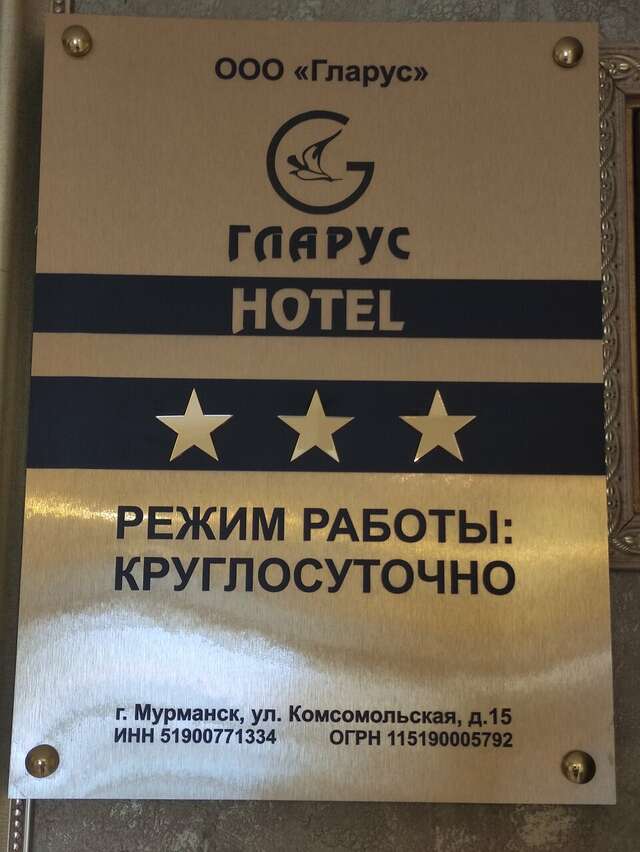 ООО «Гларус»
ГЛАРУС
HOTEL
РЕЖИМ РАБОТЫ:
КРУГЛОСУТОЧНО
г. Мурманск, ул. Комсомольская, д.15
ИНН 51900771334 ОГРН 115190005792